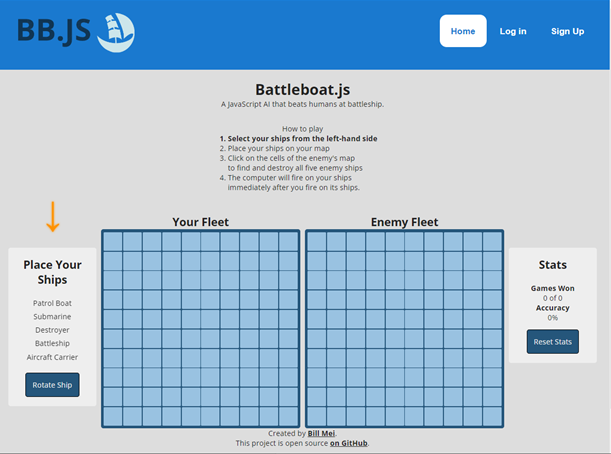 BB.JS
Home
Log in
Sign Up
Battleboat.js
A JavaScript AI that beats humans at battleship.
How to play
1. Select your ships from the left-hand side
2. Place your ships on your map
3. Click on the cells of the enemy's map
to find and destroy all five enemy ships
4. The computer will fire on your ships
immediately after you fire on its ships.
Place Your
Ships
Patrol Boat
Submarine
Destroyer
Battleship
Aircraft Carrier
Rotate Ship
Your Fleet
Enemy Fleet
Stats
Games Won
0 of 0
Accuracy
0%
Reset Stats
Created by Bill Mei.
This project is open source on GitHub.